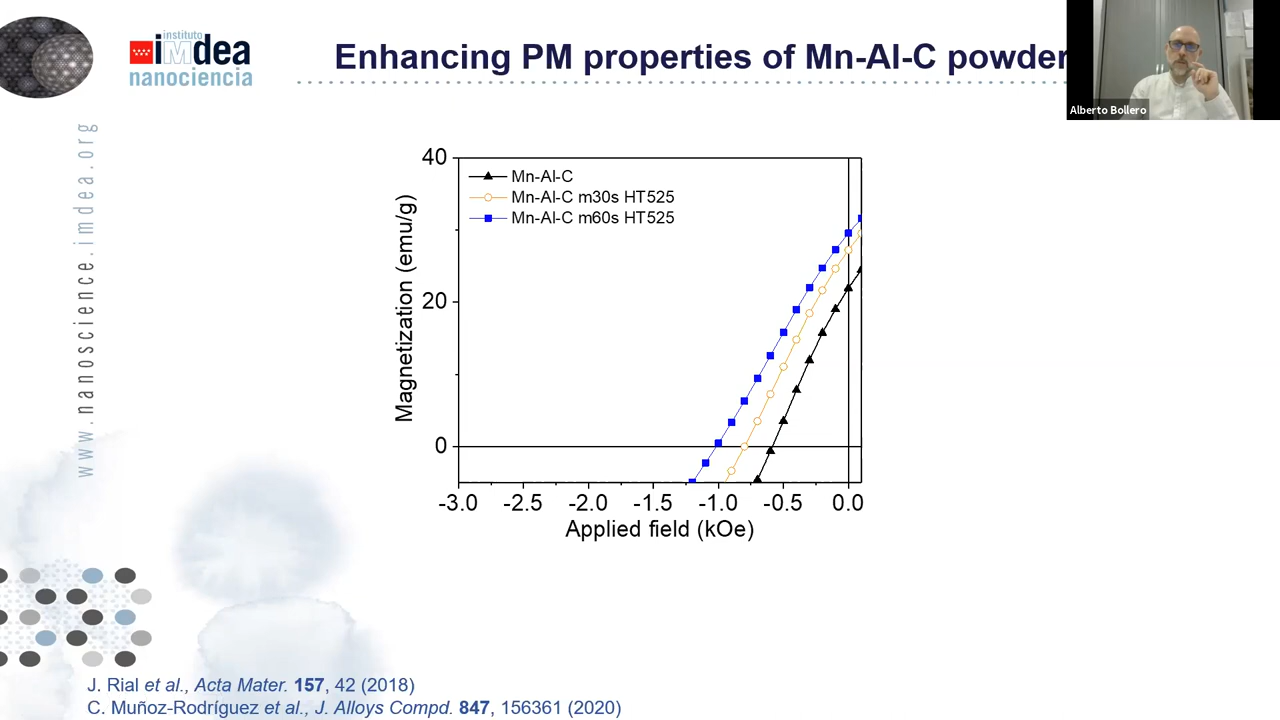 instituto
imdea
nanociencia
Enhancing PM properties of Mn-Al-C powder
Alberto Bollero
www.nanoscience.imdea.org
40
20
0
Magnetization (emu/g)
Mn-Al-C
Mn-Al-C m30s HT525
Mn-Al-C m60s HT525
-3.0 -2.5 -2.0 -1.5 -1.0 -0.5 0.0
Applied field (kOe)
J. Rial et al., Acta Mater. 157, 42 (2018)
C. Muñoz-Rodríguez et al., J. Alloys Compd. 847, 156361 (2020)